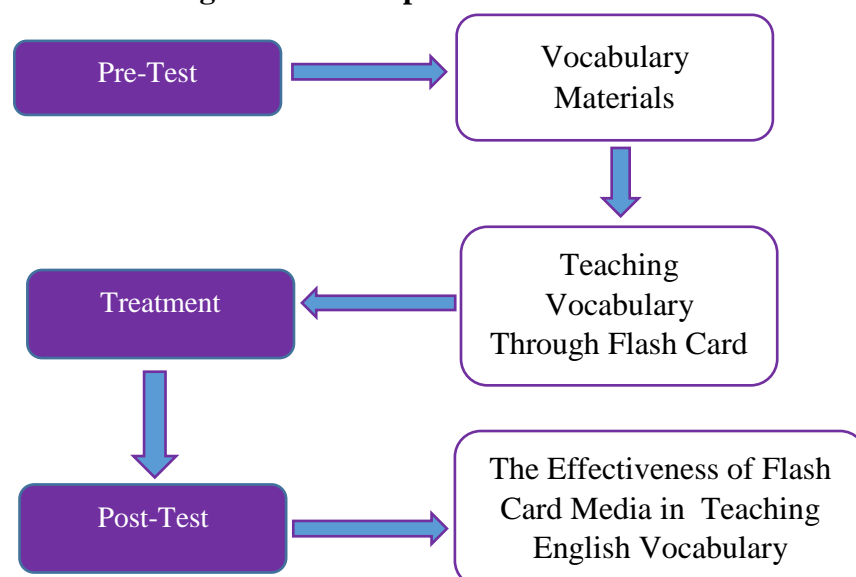 Pre-Test
Vocabulary
Materials
Teaching
Vocabulary
Through Flash Card
Treatment
Post-Test
The Effectiveness of Flash
Card Media in Teaching
English Vocabulary